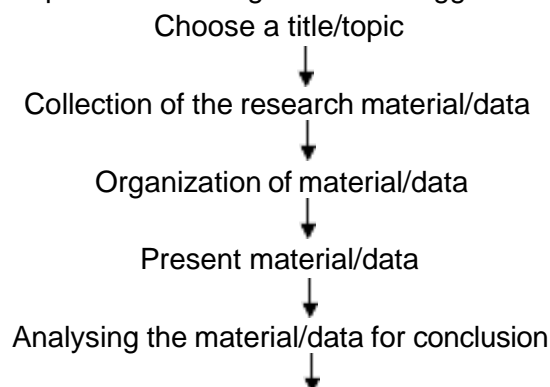 Choose a title/topic
Collection of the research material/data
Organization of material/data
Present material/data
Analysing the material/data for conclusion